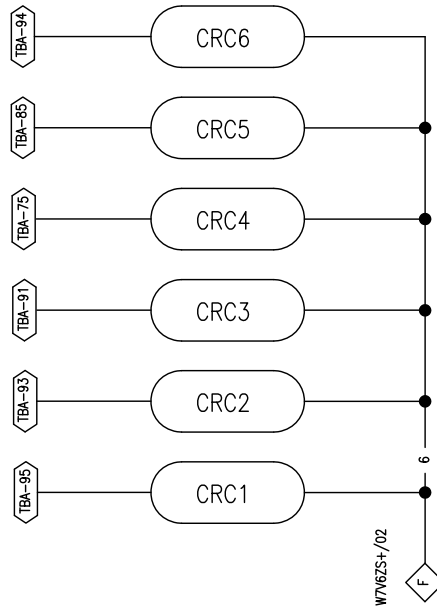 TBA-94
CRC6
TBA-85
CRC5
TBA-75
CRC4
TBA-91
CRC3
TBA-93
CRC2
6
TBA-95
CRC1
W7V6ZS+/02
F